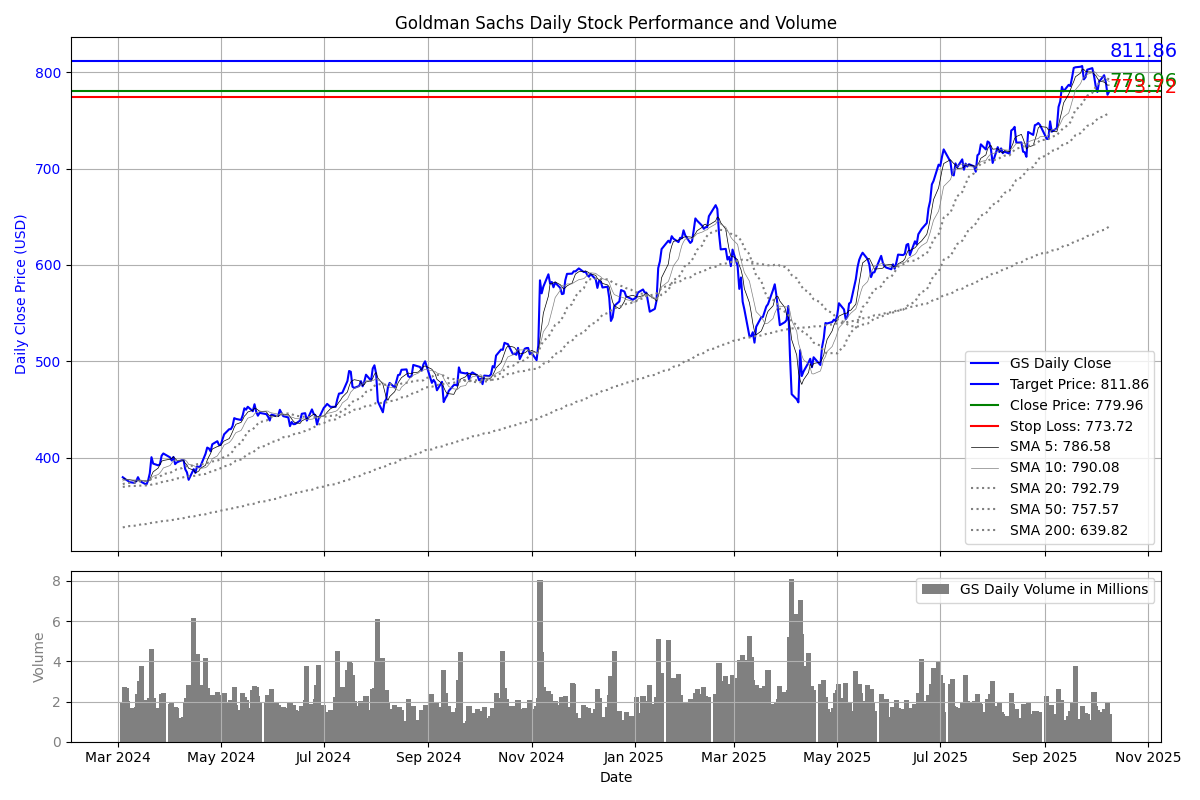 Goldman Sachs Daily Stock Performance and Volume
811.86
779.96
773.72
800
700
600
500
400
Daily Close Price (USD)
GS Daily Close
Target Price: 811.86
Close Price: 779.96
Stop Loss: 773.72
SMA 5: 786.58
SMA 10: 790.08
SMA 20: 792.79
SMA 50: 757.57
SMA 200: 639.82
8
6
4
2
0
Volume
GS Daily Volume in Millions
Mar 2024 May 2024 Jul 2024 Sep 2024 Nov 2024 Jan 2025 Mar 2025 May 2025 Jul 2025 Sep 2025 Nov 2025
Date